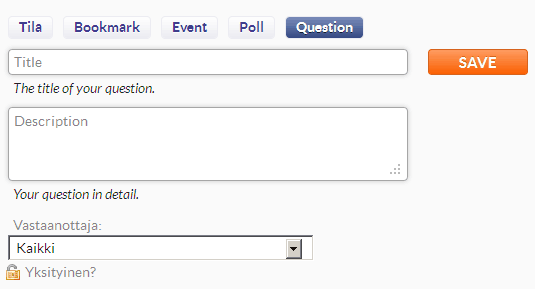 Tila Bookmark Event Poll Question
Title SAVE
The title of your question.
Description
Your question in detail.
Vastaanottaja:
Kaikki
Yksityinen?